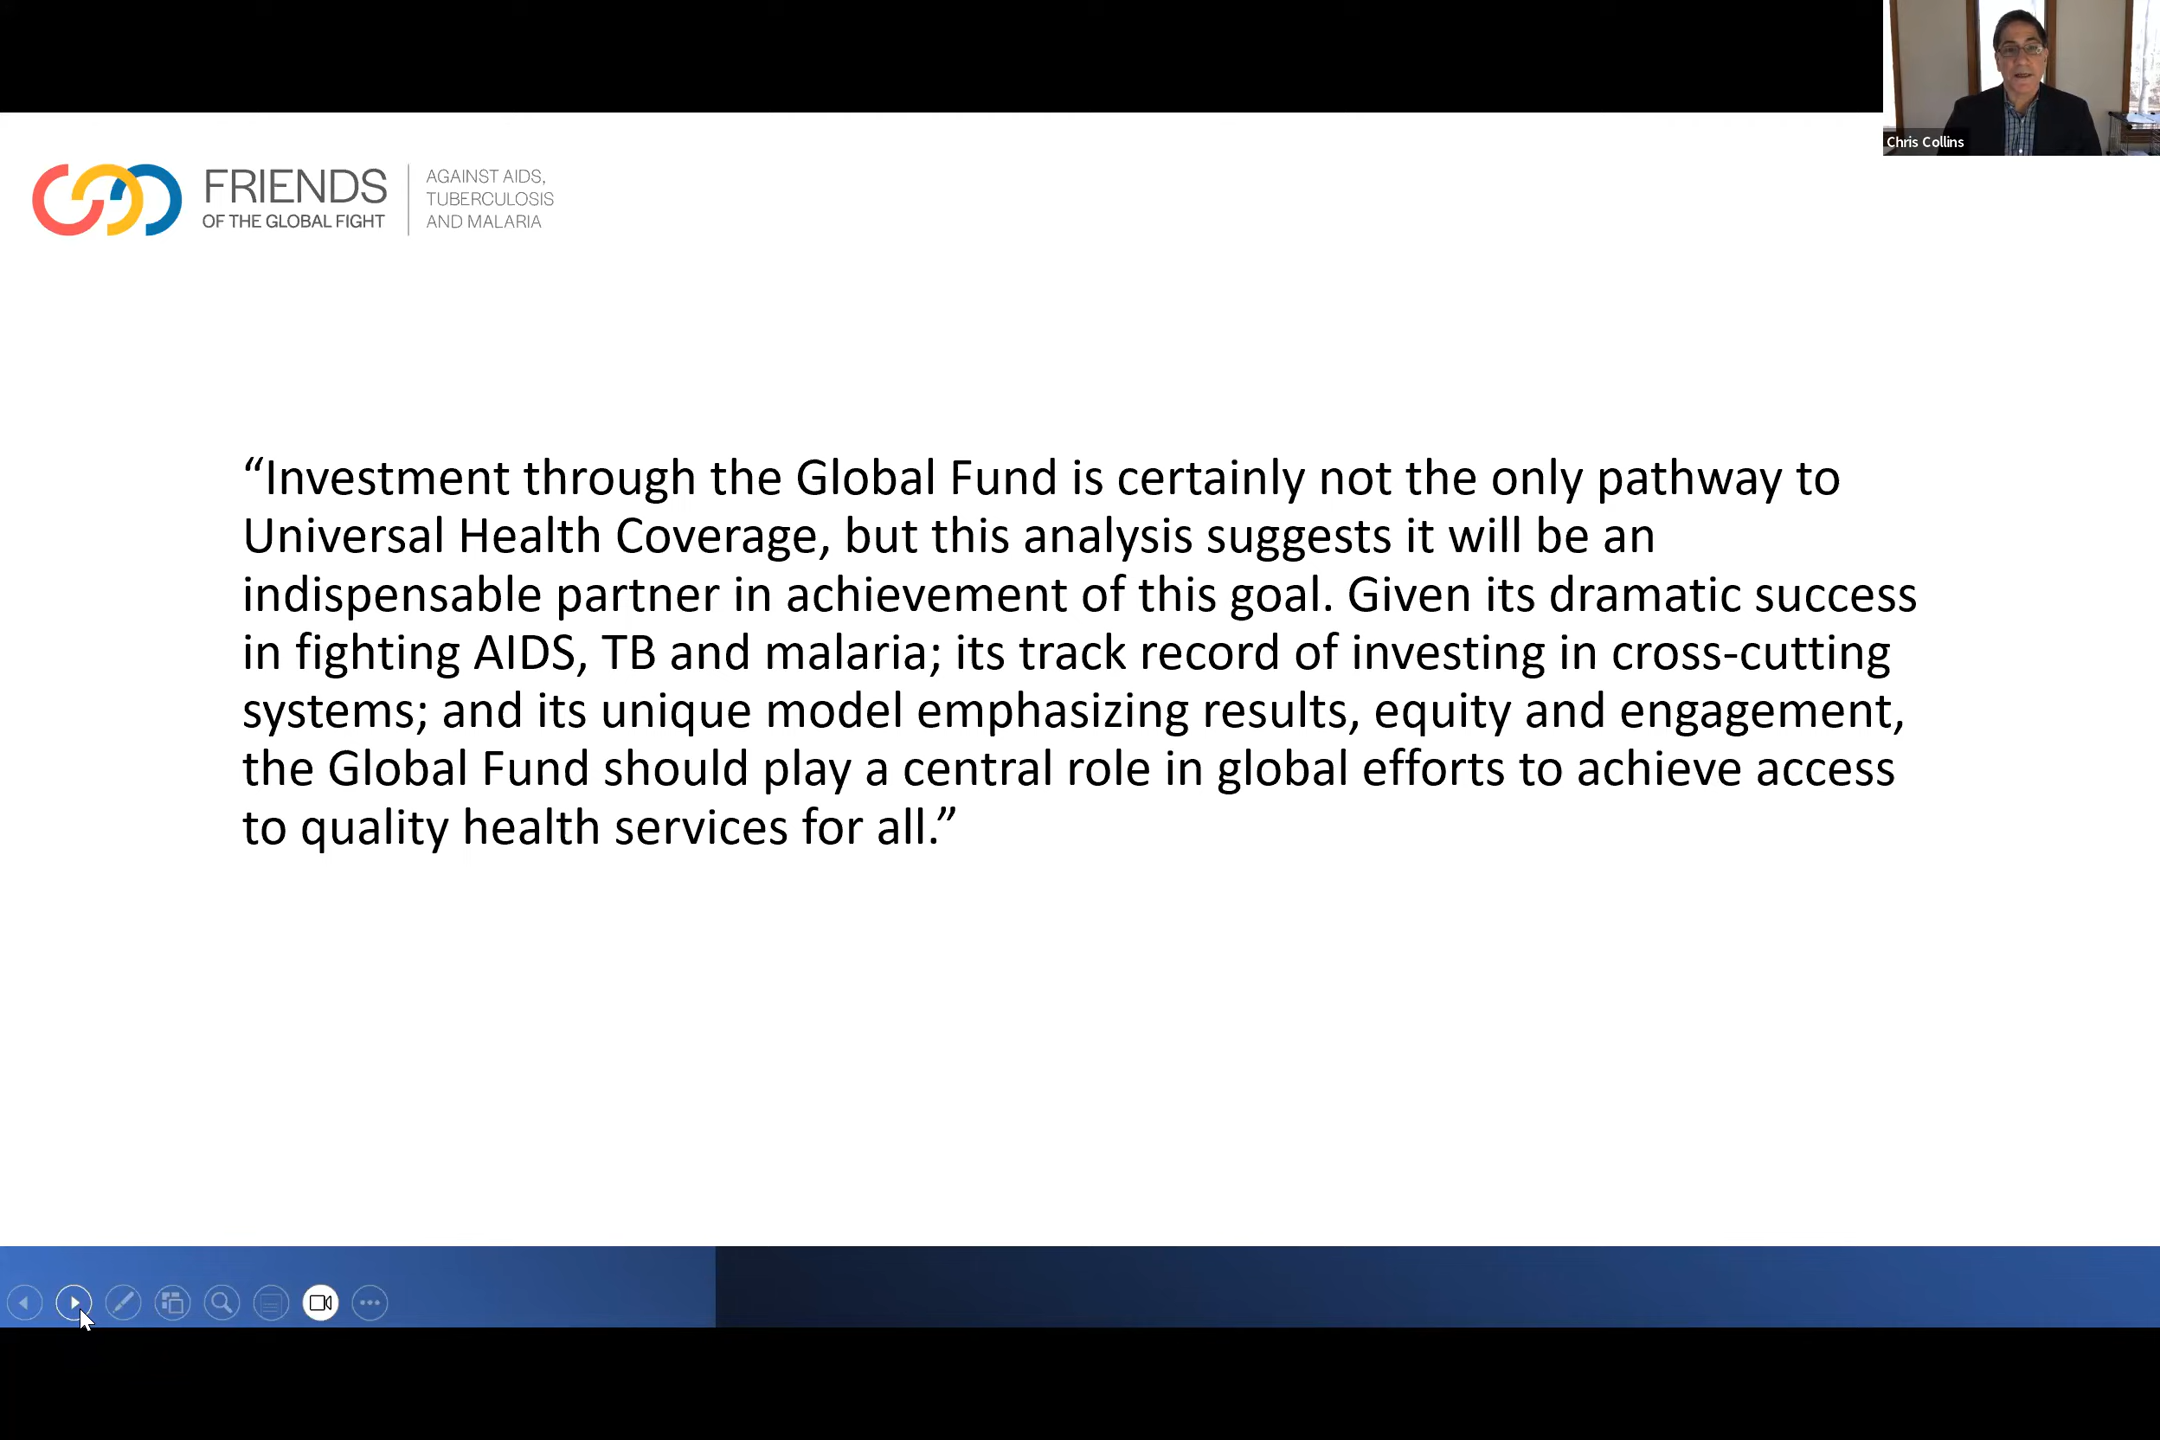 Chris Collins
FRIENDS
OF THE GLOBAL FIGHT
AGAINST AIDS,
TUBERCULOSIS
AND MALARIA
“Investment through the Global Fund is certainly not the only pathway to
Universal Health Coverage, but this analysis suggests it will be an
indispensable partner in achievement of this goal. Given its dramatic success
in fighting AIDS, TB and malaria; its track record of investing in cross-cutting
systems; and its unique model emphasizing results, equity and engagement,
the Global Fund should play a central role in global efforts to achieve access
to quality health services for all.”